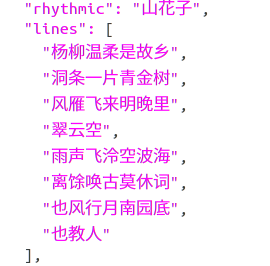 "rhythmic": "山花子",
"lines": [
"杨柳温柔是故乡",
"洞条一片青金树",
"风雁飞来明晚里",
"翠云空",
"雨声飞泠空波海",
"离馀唤古莫休词",
"也风行月南园底",
"也教人"
],